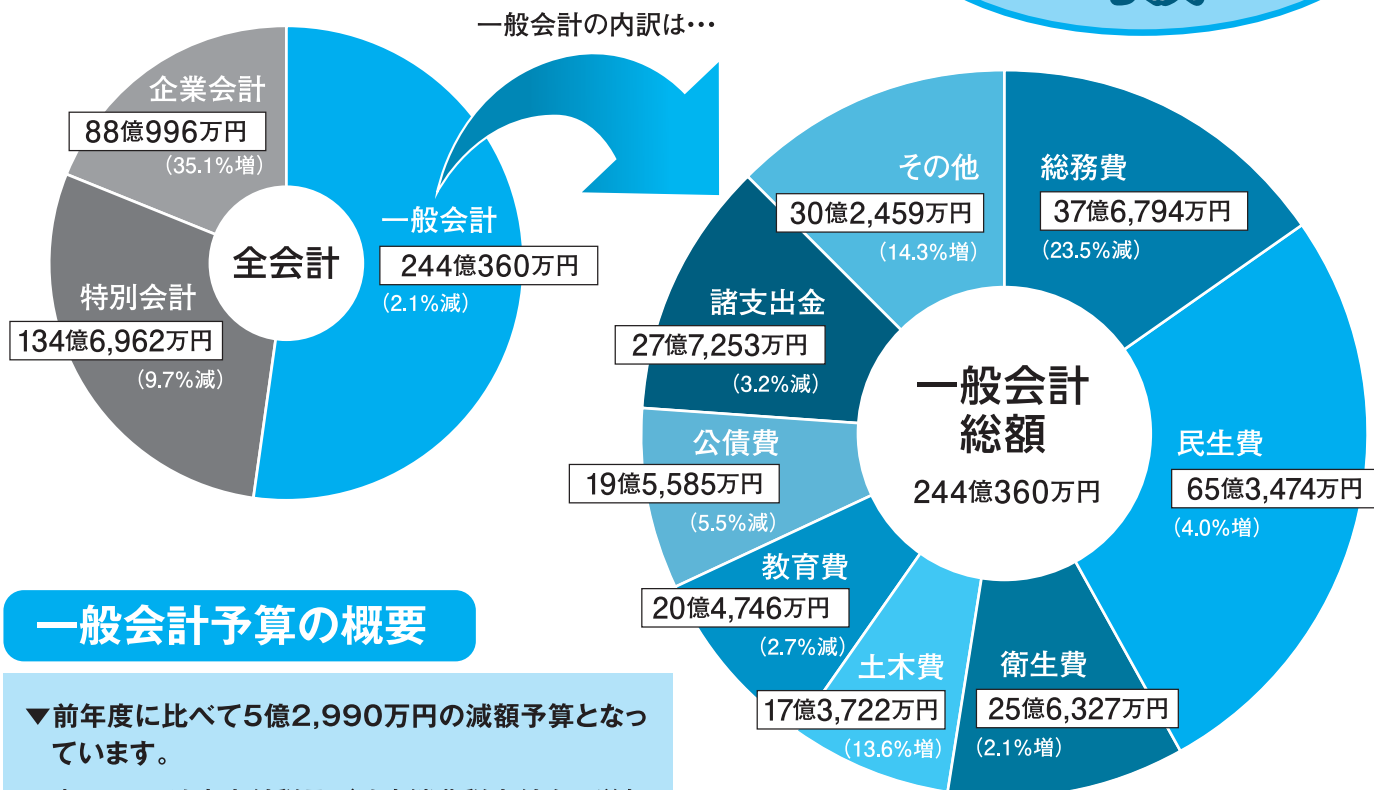 一般会計の内訳は…
企業会計
88億996万円
(35.1%増)
一般会計
244億360万円
(2.1%減)
全会計
特別会計
134億6,962万円
(9.7%減)
その他
30億2,459万円
(14.3%増)
総務費
37億6,794万円
(23.5%減)
諸支出金
27億7,253万円
(3.2%減)
一般会計
総額
244億360万円
公債費
19億5,585万円
(5.5%減)
民生費
65億3,474万円
(4.0%増)
教育費
20億4,746万円
(2.7%減)
土木費
17億3,722万円
(13.6%増)
衛生費
25億6,327万円
(2.1%増)
一般会計予算の概要
▼前年度に比べて5億2,990万円の減額予算となっ
ています。